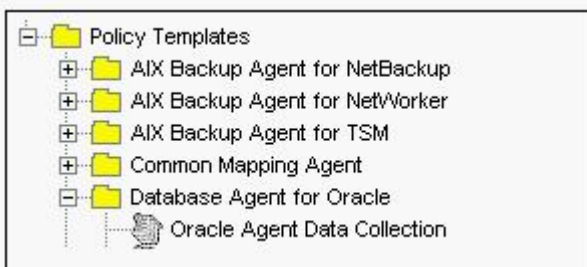 Policy Templates
AIX Backup Agent for NetBackup
AIX Backup Agent for NetWorker
AIX Backup Agent for TSM
Common Mapping Agent
Database Agent for Oracle
Oracle Agent Data Collection